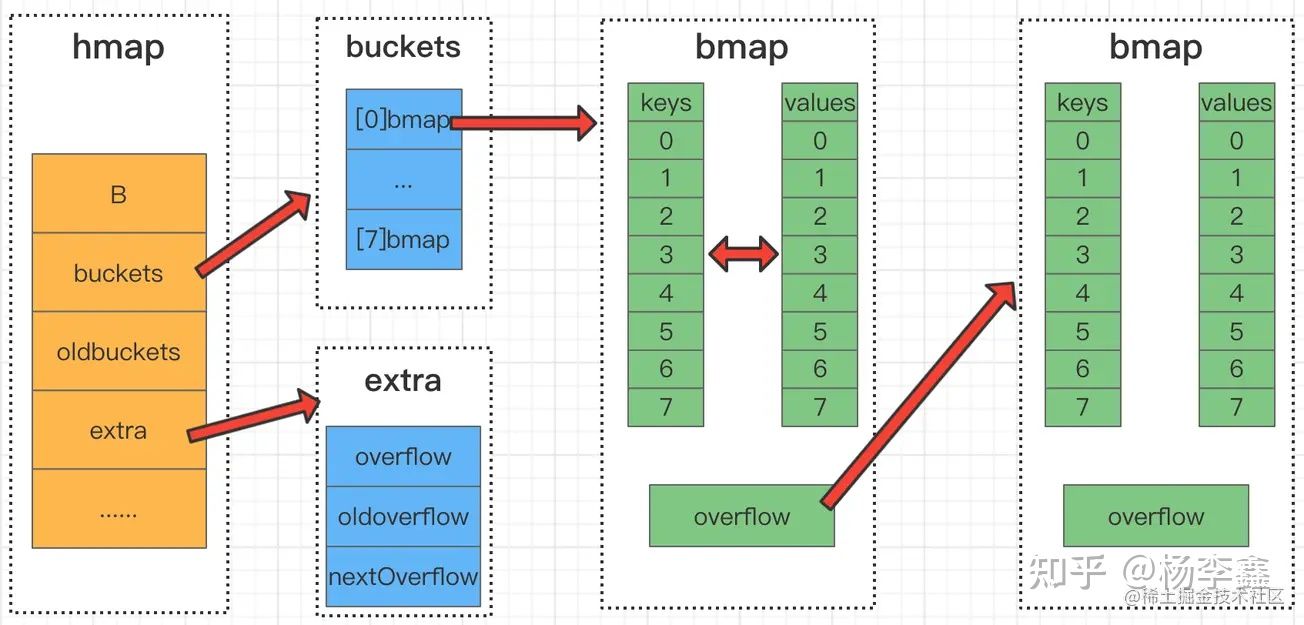 hmap
B
buckets
oldbuckets
extra
......
buckets
[0]bmap
...
[7]bmap
extra
overflow
oldoverflow
nextOverflow
bmap
keys values
0 0
1 1
2 2
3 3
4 4
5 5
6 6
7 7
overflow
bmap
keys values
0 0
1 1
2 2
3 3
4 4
5 5
6 6
7 7
overflow
知乎 @杨李鑫
@稀土掘金技术社区